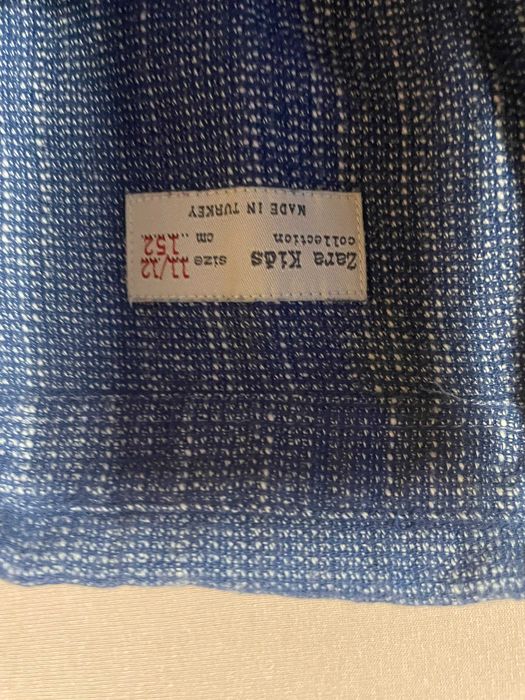 Zara Kids size 11/12
collection cm .. 152
MADE IN TURKEY